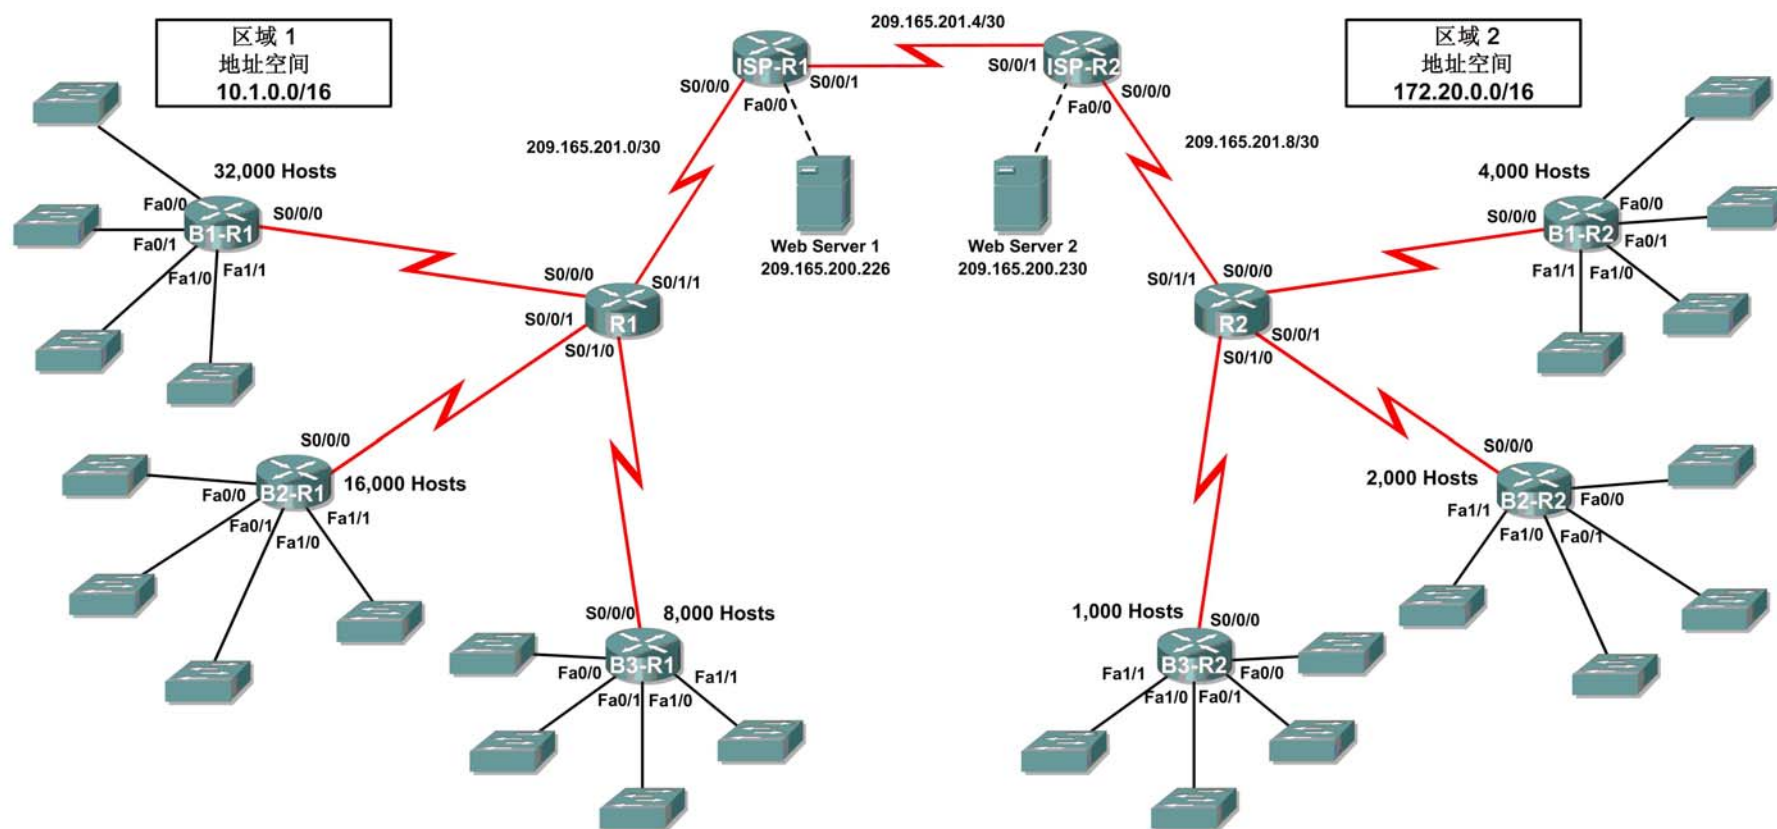 区域 1
地址空间
10.1.0.0/16
209.165.201.4/30
ISP-R1
S0/0/0
S0/0/1
Fa0/0
ISP-R2
S0/0/1
S0/0/0
Fa0/0
区域 2
地址空间
172.20.0.0/16
209.165.201.0/30
209.165.201.8/30
Web Server 1
209.165.200.226
Web Server 2
209.165.200.230
32,000 Hosts
Fa0/0
S0/0/0
B1-R1
Fa0/1
Fa1/0
Fa1/1
S0/0/0
S0/1/1
R1
S0/0/1
S0/1/0
4,000 Hosts
Fa0/0
S0/0/0
B1-R2
Fa0/1
Fa1/1
Fa1/0
S0/0/0
S0/1/1
R2
S0/0/1
S0/1/0
S0/0/0
16,000 Hosts
B2-R1
Fa0/0
Fa0/1
Fa1/1
Fa1/0
S0/0/0
2,000 Hosts
B2-R2
Fa0/0
Fa1/1
Fa1/0
Fa0/1
S0/0/0
8,000 Hosts
B3-R1
Fa0/0
Fa1/1
Fa0/1
Fa1/0
1,000 Hosts
S0/0/0
B3-R2
Fa1/1
Fa0/0
Fa1/0
Fa0/1